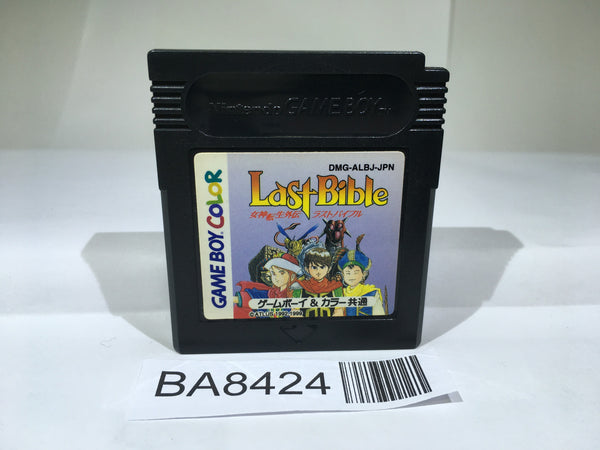 Nintendo GAME BOY TM
DMG-ALBJ-JPN
Last Bible
女神転生外伝 ラストバイブル
GAME BOY COLOR
ゲームボーイ & カラー共通
©ATLUS 1992,1999
BA8424